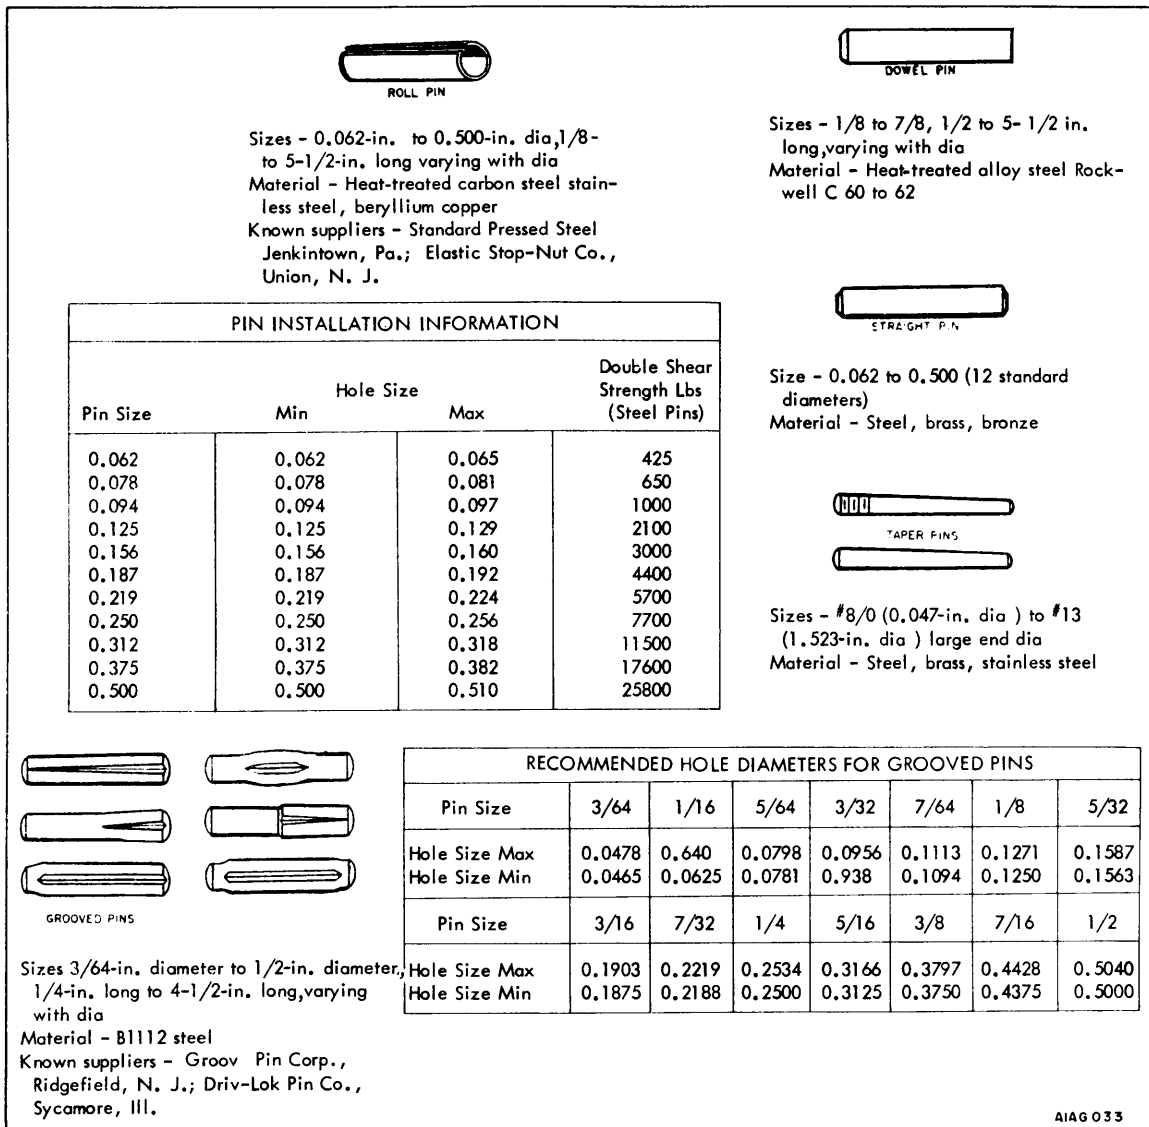 ROLL PIN
Sizes - 0.062-in. to 0.500-in. dia,1/8-
to 5-1/2-in. long varying with dia
Material - Heat-treated carbon steel stain-
less steel, beryllium copper
Known suppliers - Standard Pressed Steel
Jenkintown, Pa.; Elastic Stop-Nut Co.,
Union, N. J.
DOWEL PIN
Sizes - 1/8 to 7/8, 1/2 to 5-1/2 in.
long,varying with dia
Material - Heat-treated alloy steel Rock-
well C 60 to 62
STRAIGHT PIN
Size - 0.062 to 0.500 (12 standard
diameters)
Material - Steel, brass, bronze
TAPER PINS
Sizes - #8/0 (0.047-in. dia ) to #13
(1.523-in. dia ) large end dia
Material - Steel, brass, stainless steel
PIN INSTALLATION INFORMATION
Pin Size Hole Size Min Max Double Shear Strength Lbs (Steel Pins)
0.062 0.062 0.065 425
0.078 0.078 0.081 650
0.094 0.094 0.097 1000
0.125 0.125 0.129 2100
0.156 0.156 0.160 3000
0.187 0.187 0.192 4400
0.219 0.219 0.224 5700
0.250 0.250 0.256 7700
0.312 0.312 0.318 11500
0.375 0.375 0.382 17600
0.500 0.500 0.510 25800
GROOVED PINS
Sizes 3/64-in. diameter to 1/2-in. diameter,
1/4-in. long to 4-1/2-in. long,varying
with dia
Material - B1112 steel
Known suppliers - Groov Pin Corp.,
Ridgefield, N. J.; Driv-Lok Pin Co.,
Sycamore, Ill.
RECOMMENDED HOLE DIAMETERS FOR GROOVED PINS
Pin Size 3/64 1/16 5/64 3/32 7/64 1/8 5/32
Hole Size Max 0.0478 0.640 0.0798 0.0956 0.1113 0.1271 0.1587
Hole Size Min 0.0465 0.0625 0.0781 0.938 0.1094 0.1250 0.1563
Pin Size 3/16 7/32 1/4 5/16 3/8 7/16 1/2
Hole Size Max 0.1903 0.2219 0.2534 0.3166 0.3797 0.4428 0.5040
Hole Size Min 0.1875 0.2188 0.2500 0.3125 0.3750 0.4375 0.5000
AIAG 033